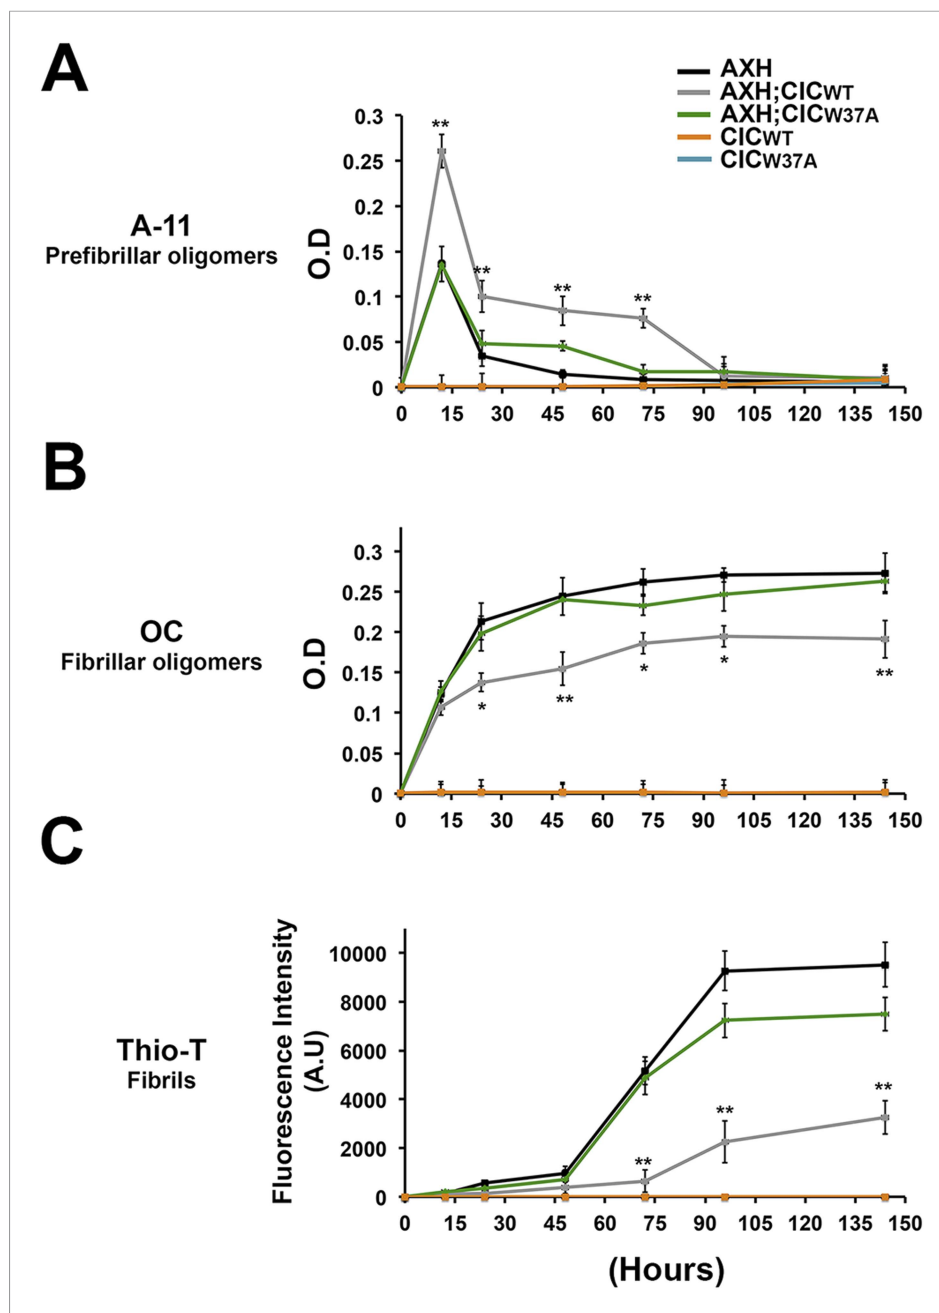 A
AXH
AXH;CICWT
AXH;CICW37A
CICWT
CICW37A
A-11
Prefibrillar oligomers
O.D
0.3
0.25
0.2
0.15
0.1
0.05
0
**
**
**
**
0 15 30 45 60 75 90 105 120 135 150
B
OC
Fibrillar oligomers
O.D
0.3
0.25
0.2
0.15
0.1
0.05
0
*
**
*
*
**
0 15 30 45 60 75 90 105 120 135 150
C
Thio-T
Fibrils
Fluorescence Intensity
(A.U)
10000
8000
6000
4000
2000
0
**
**
**
0 15 30 45 60 75 90 105 120 135 150
(Hours)